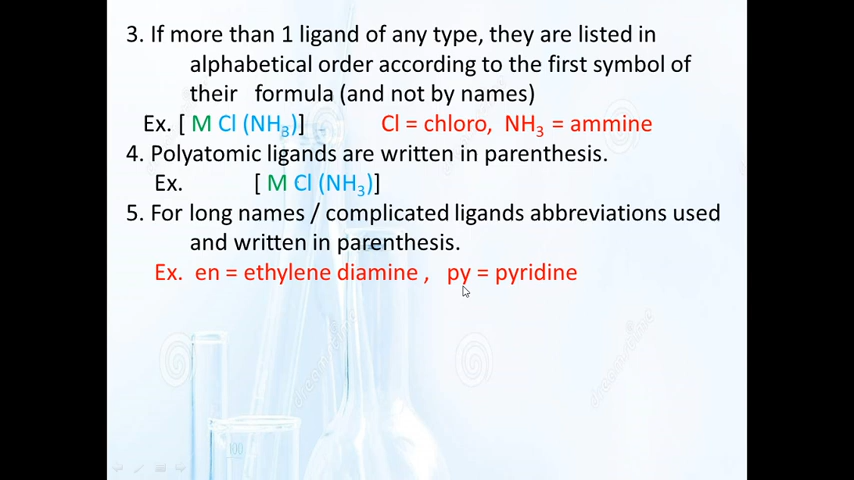 3. If more than 1 ligand of any type, they are listed in
alphabetical order according to the first symbol of
their formula (and not by names)
Ex. [ M Cl (NH₃)] Cl = chloro, NH₃ = ammine
4. Polyatomic ligands are written in parenthesis.
Ex. [ M Cl (NH₃)]
5. For long names / complicated ligands abbreviations used
and written in parenthesis.
Ex. en = ethylene diamine , py = pyridine
100